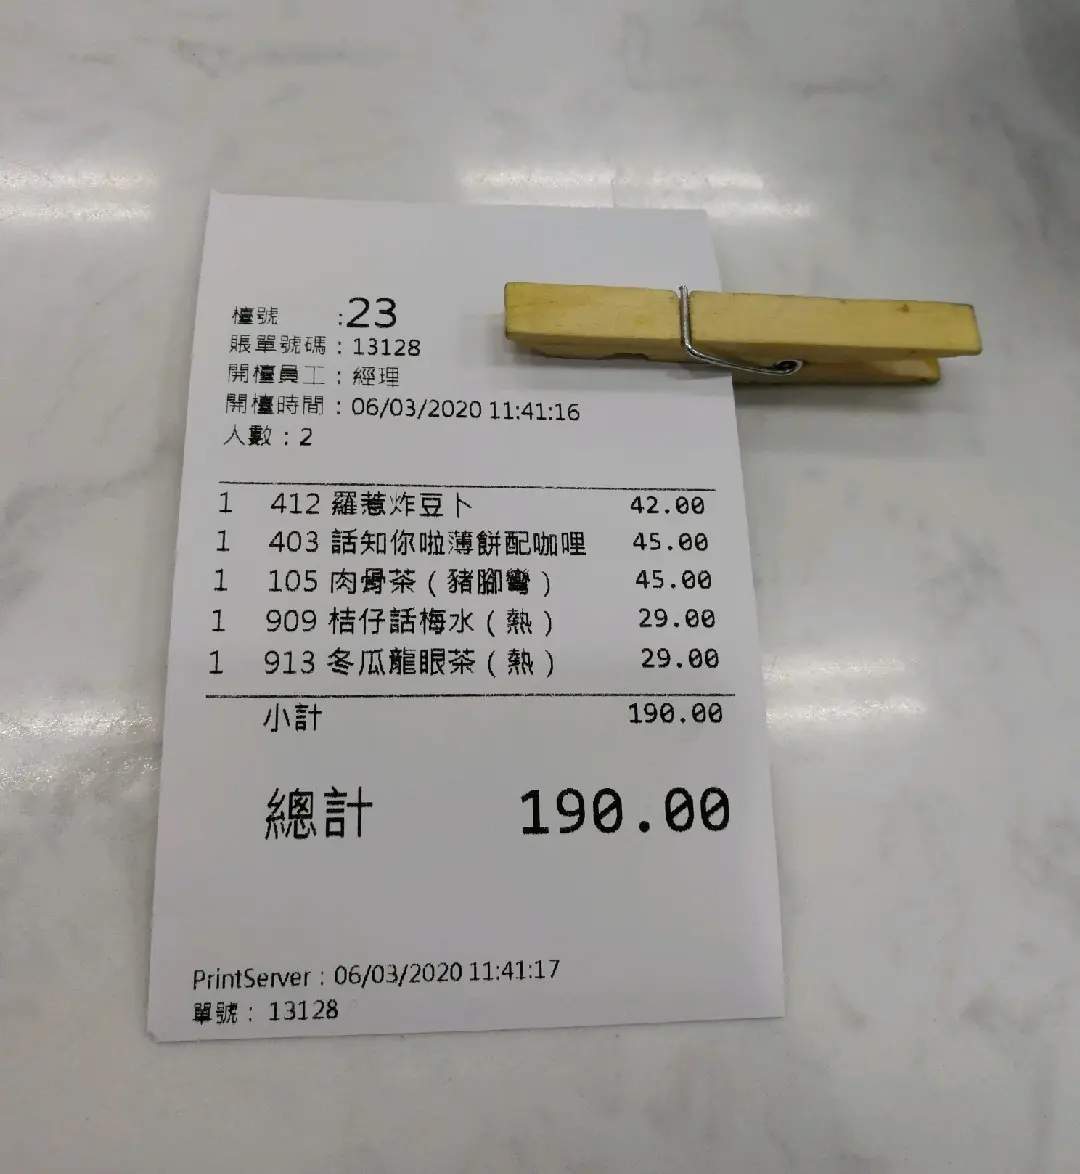 檯號 :23
賬單號碼：13128
開檯員工：經理
開檯時間：06/03/2020 11:41:16
人數：2
1 412 羅惹炸豆卜 42.00
1 403 話知你啦薄餅配咖哩 45.00
1 105 肉骨茶（豬腳彎） 45.00
1 909 桔仔話梅水（熱） 29.00
1 913 冬瓜龍眼茶（熱） 29.00
小計 190.00
總計 190.00
PrintServer : 06/03/2020 11:41:17
單號： 13128